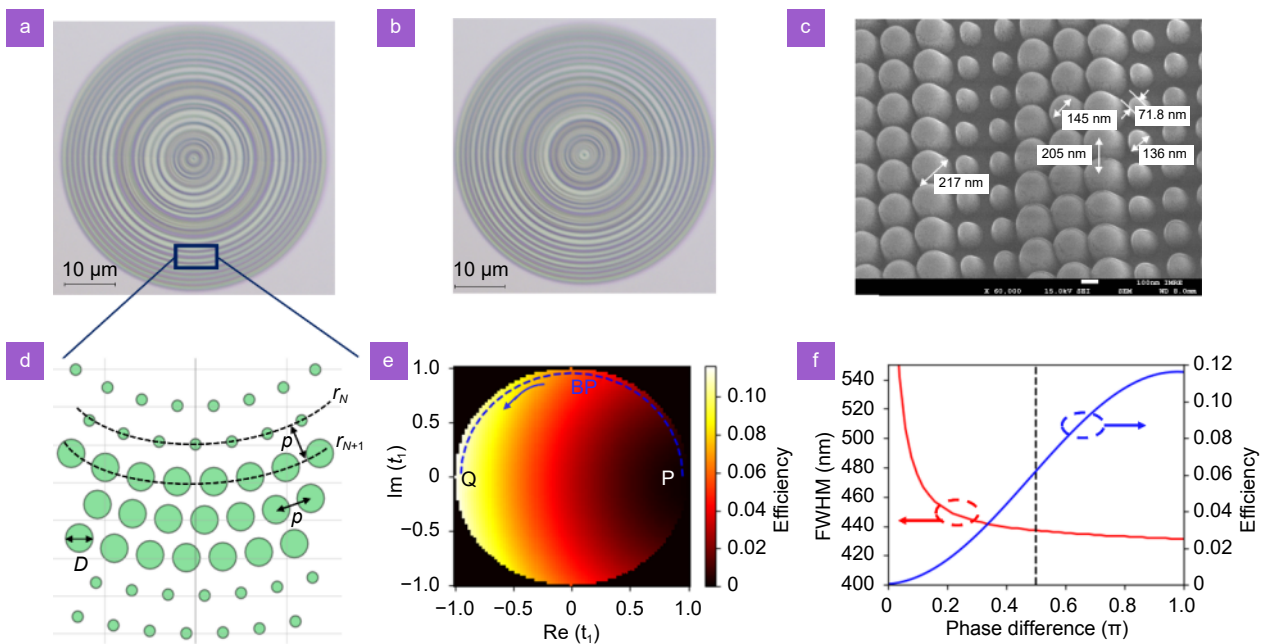 a
10 µm
b
10 µm
c
145 nm
71.8 nm
205 nm
136 nm
217 nm
100nm IMRE
X 60,000 15.0kV SEI SEM WD 8.0mm
d
r_N
p
r_{N+1}
p
D
e
1.0
0.5
0
−0.5
−1.0
Im (t₁)
BP
Q
P
−1.0 −0.5 0 0.5 1.0
Re (t₁)
0.10
0.08
0.06
0.04
0.02
0
Efficiency
f
540
520
500
480
460
440
420
400
FWHM (nm)
0.12
0.10
0.08
0.06
0.04
0.02
0
Efficiency
0 0.2 0.4 0.6 0.8 1.0
Phase difference (π)